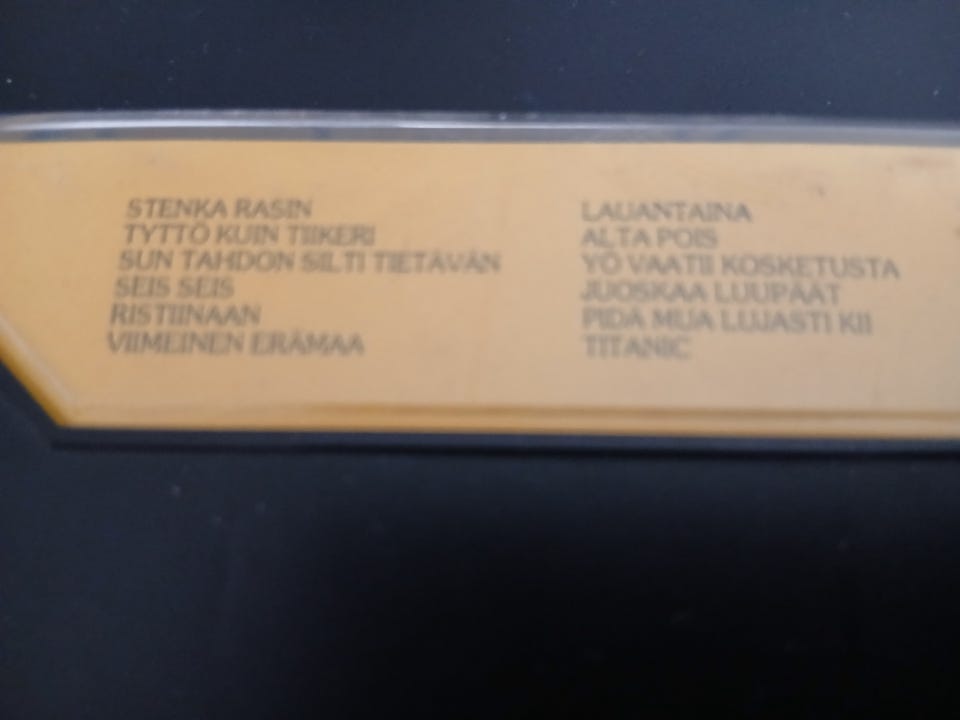 STENKA RASIN
TYTTÖ KUIN TIIKERI
SUN TAHDON SILTI TIETÄVÄN
SEIS SEIS
RISTIINAAN
VIIMEINEN ERÄMAA
LAUANTAINA
ALTA POIS
YÖ VAATII KOSKETUSTA
JUOSKAA LUUPÄÄT
PIDÄ MUA LUJASTI KII
TITANIC